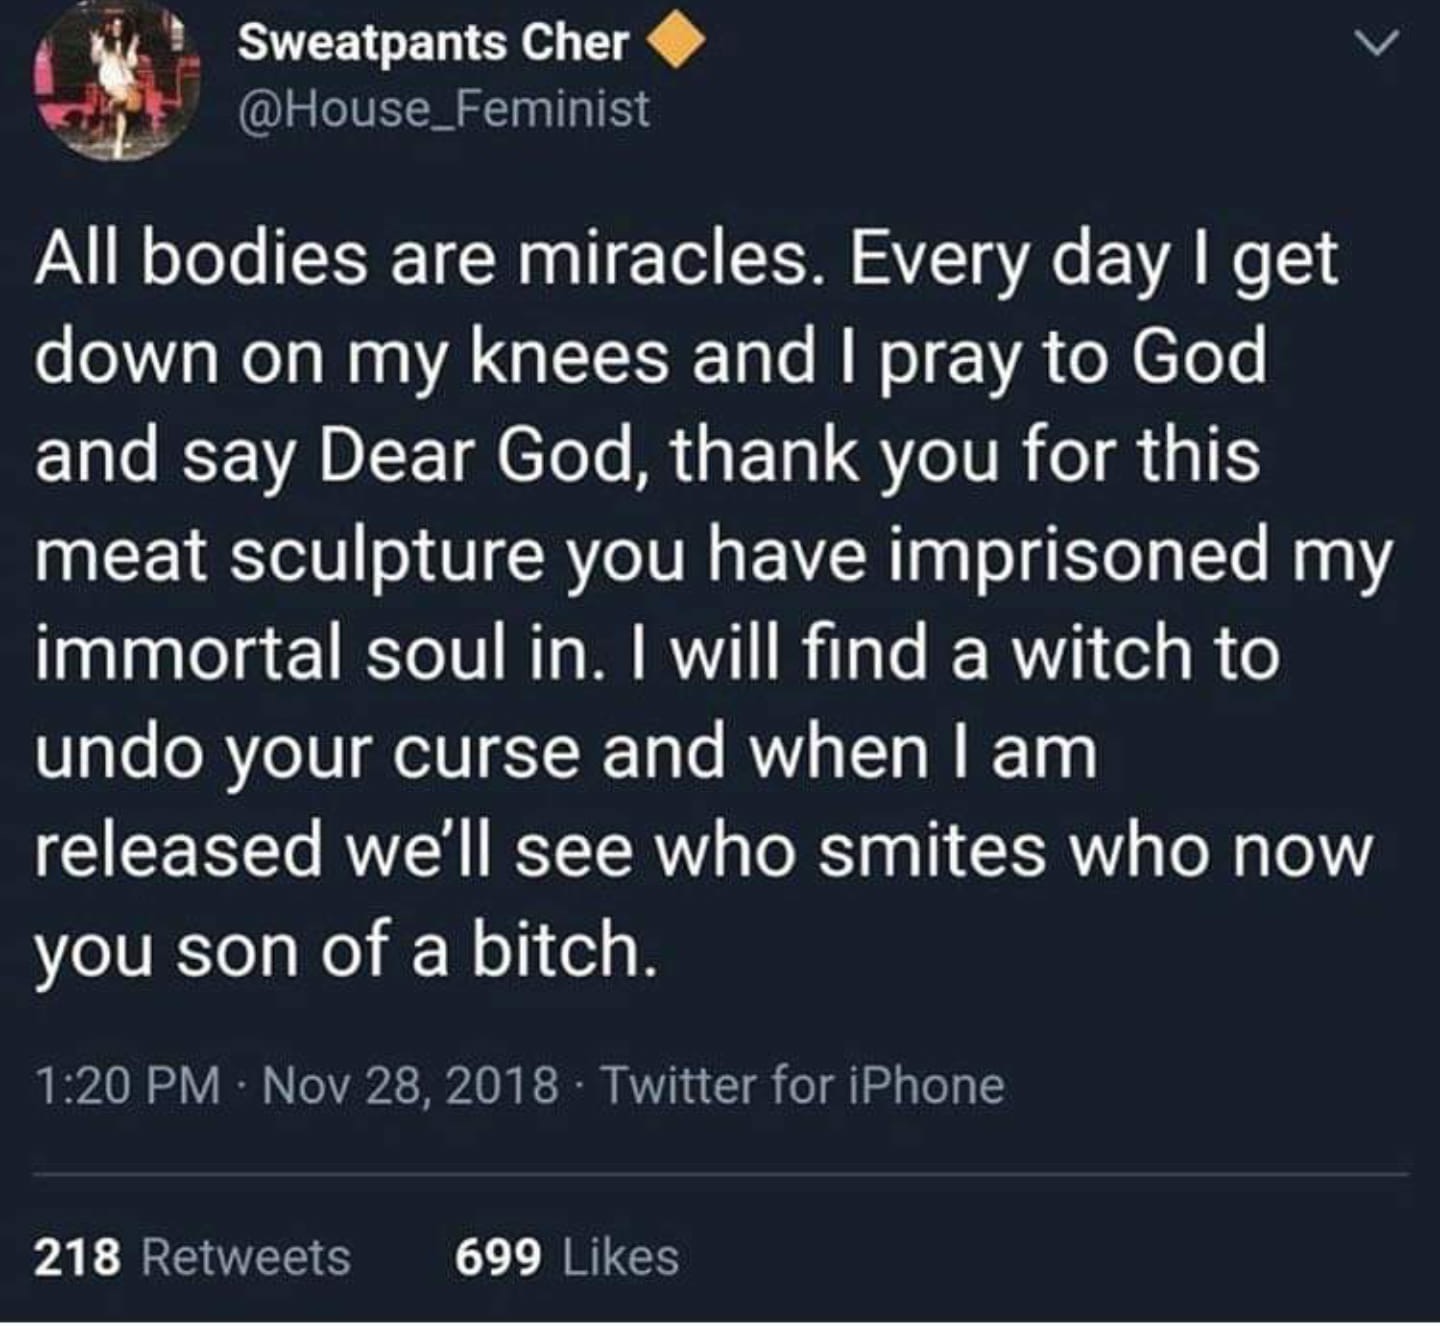 Sweatpants Cher 🔶
@House_Feminist
All bodies are miracles. Every day I get
down on my knees and I pray to God
and say Dear God, thank you for this
meat sculpture you have imprisoned my
immortal soul in. I will find a witch to
undo your curse and when I am
released we'll see who smites who now
you son of a bitch.
1:20 PM · Nov 28, 2018 · Twitter for iPhone
218 Retweets 699 Likes